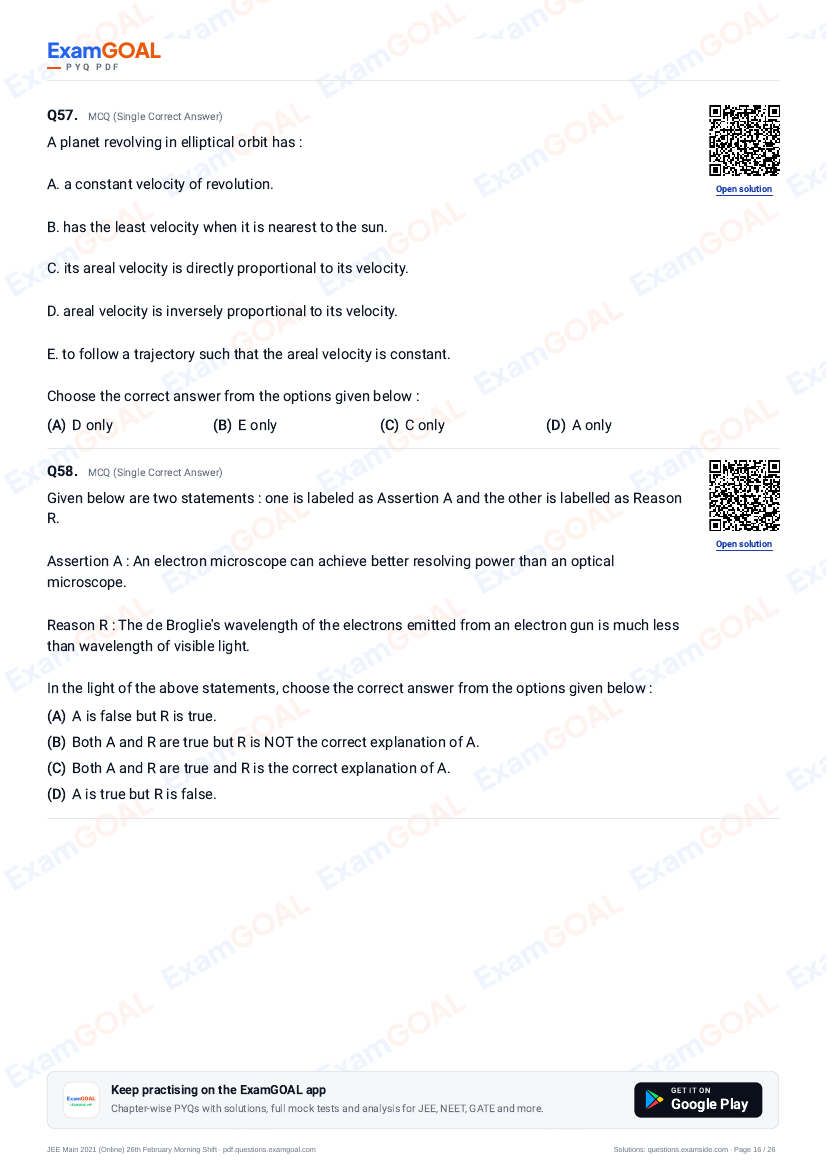 ExamGOAL
PYQ PDF
Q57. MCQ (Single Correct Answer)
A planet revolving in elliptical orbit has :
A. a constant velocity of revolution.
B. has the least velocity when it is nearest to the sun.
C. its areal velocity is directly proportional to its velocity.
D. areal velocity is inversely proportional to its velocity.
E. to follow a trajectory such that the areal velocity is constant.
Choose the correct answer from the options given below :
(A) D only (B) E only (C) C only (D) A only
Open solution
Q58. MCQ (Single Correct Answer)
Given below are two statements : one is labeled as Assertion A and the other is labelled as Reason
R.
Assertion A : An electron microscope can achieve better resolving power than an optical
microscope.
Reason R : The de Broglie's wavelength of the electrons emitted from an electron gun is much less
than wavelength of visible light.
In the light of the above statements, choose the correct answer from the options given below :
(A) A is false but R is true.
(B) Both A and R are true but R is NOT the correct explanation of A.
(C) Both A and R are true and R is the correct explanation of A.
(D) A is true but R is false.
Open solution
ExamGOAL
Keep practising on the ExamGOAL app
Chapter-wise PYQs with solutions, full mock tests and analysis for JEE, NEET, GATE and more.
GET IT ON
Google Play
JEE Main 2021 (Online) 26th February Morning Shift · pdf.questions.examgoal.com
Solutions: questions.examside.com · Page 16 / 26